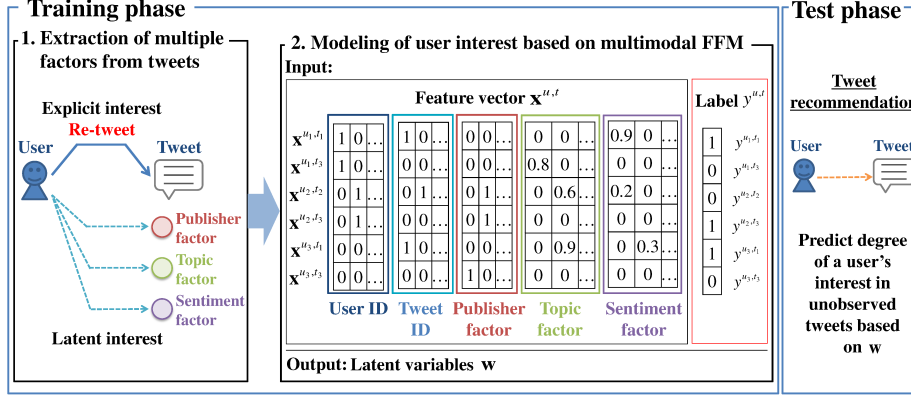 Training phase
1. Extraction of multiple
factors from tweets
Explicit interest
Re-tweet
User
Tweet
Publisher
factor
Topic
factor
Sentiment
factor
Latent interest
2. Modeling of user interest based on multimodal FFM
Input:
Feature vector x^{u,t}
Label y^{u,t}
x^{u₁,t₁} 1 0 … 1 0 … 0 0 … 0 0 … 0.9 0 … 1 y^{u₁,t₁}
x^{u₁,t₃} 1 0 … 0 0 … 0 0 … 0.8 0 … 0 0 … 0 y^{u₁,t₃}
x^{u₂,t₂} 0 1 … 0 1 … 0 1 … 0 0.6 … 0.2 0 … 0 y^{u₂,t₂}
x^{u₂,t₃} 0 1 … 0 0 … 0 1 … 0 0 … 0 0 … 1 y^{u₂,t₃}
x^{u₃,t₁} 0 0 … 1 0 … 0 0 … 0 0.9 … 0 0.3 … 1 y^{u₃,t₁}
x^{u₃,t₃} 0 0 … 0 0 … 1 0 … 0 0 … 0 0 … 0 y^{u₃,t₃}
User ID
Tweet
ID
Publisher
factor
Topic
factor
Sentiment
factor
Output: Latent variables w
Test phase
Tweet
recommendation
User
Tweet
Predict degree
of a user's
interest in
unobserved
tweets based
on w